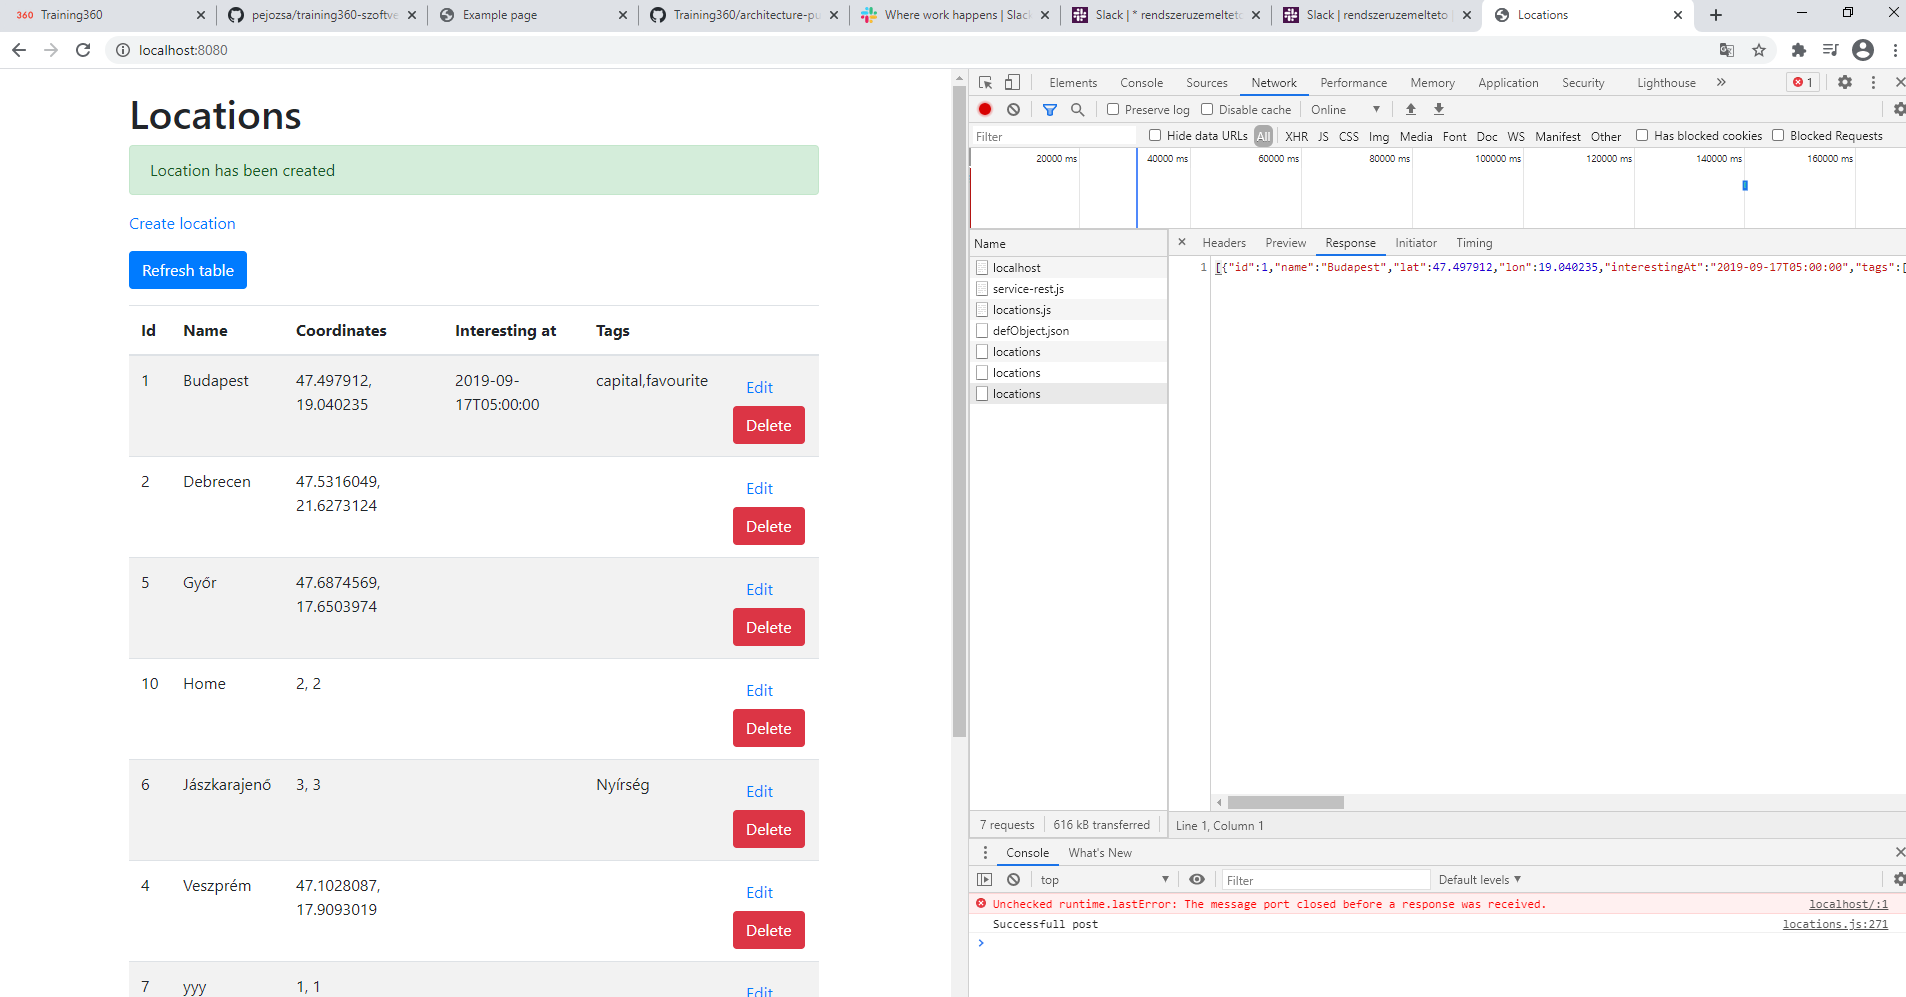 360 Training360
pejozsa/training360-szoftve
Example page
Training360/architecture-pu
Where work happens | Slack
Slack | * rendszeruzemelteto
Slack | rendszeruzemelteto |
Locations
localhost:8080
Locations
Location has been created
Create location
Refresh table
Id Name Coordinates Interesting at Tags
1 Budapest 47.497912, 2019-09- capital,favourite Edit
19.040235 17T05:00:00 Delete
2 Debrecen 47.5316049, Edit
21.6273124 Delete
5 Győr 47.6874569, Edit
17.6503974 Delete
10 Home 2, 2 Edit
Delete
6 Jászkarajenő 3, 3 Nyírség Edit
Delete
4 Veszprém 47.1028087, Edit
17.9093019 Delete
7 yyy 1, 1 Edit
Elements Console Sources Network Performance Memory Application Security Lighthouse » 1
Preserve log Disable cache Online
Filter Hide data URLs All XHR JS CSS Img Media Font Doc WS Manifest Other Has blocked cookies Blocked Requests
20000 ms 40000 ms 60000 ms 80000 ms 100000 ms 120000 ms 140000 ms 160000 ms
Name
localhost
service-rest.js
locations.js
defObject.json
locations
locations
locations
7 requests 616 kB transferred
Headers Preview Response Initiator Timing
1 [{"id":1,"name":"Budapest","lat":47.497912,"lon":19.040235,"interestingAt":"2019-09-17T05:00:00","tags":[
Line 1, Column 1
Console What's New
top Filter Default levels
Unchecked runtime.lastError: The message port closed before a response was received. localhost/:1
Successfull post locations.js:271